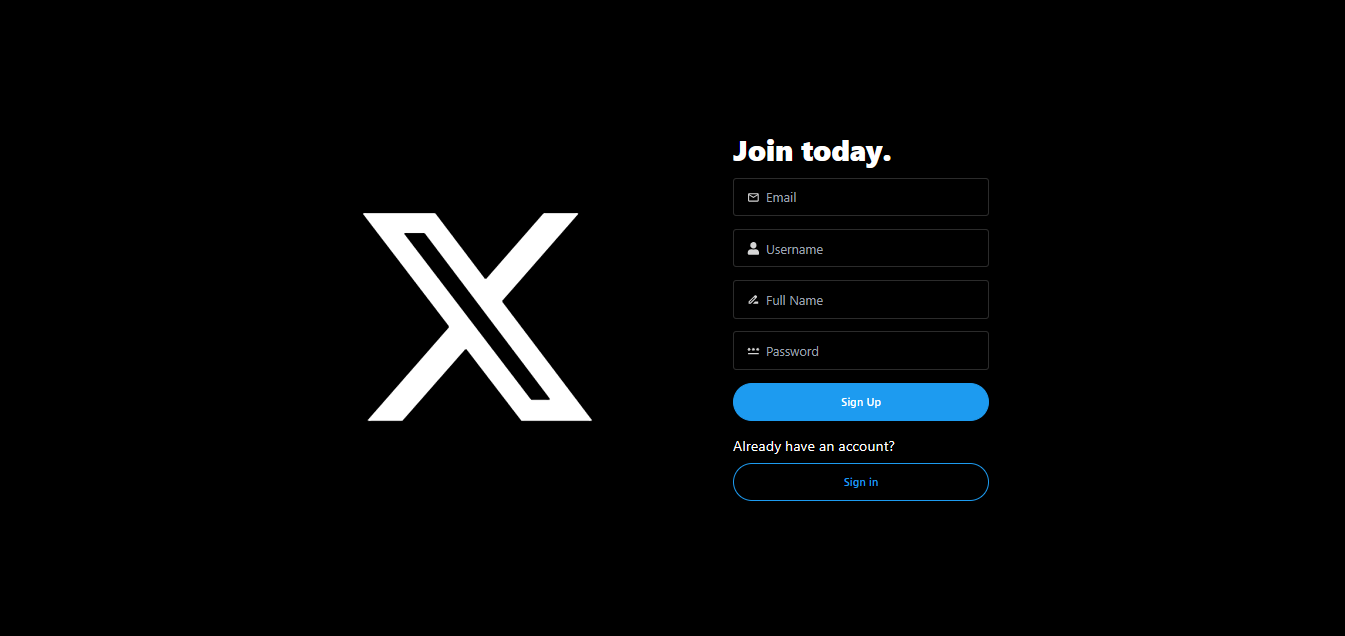 Join today.
Email
Username
Full Name
Password
Sign Up
Already have an account?
Sign in